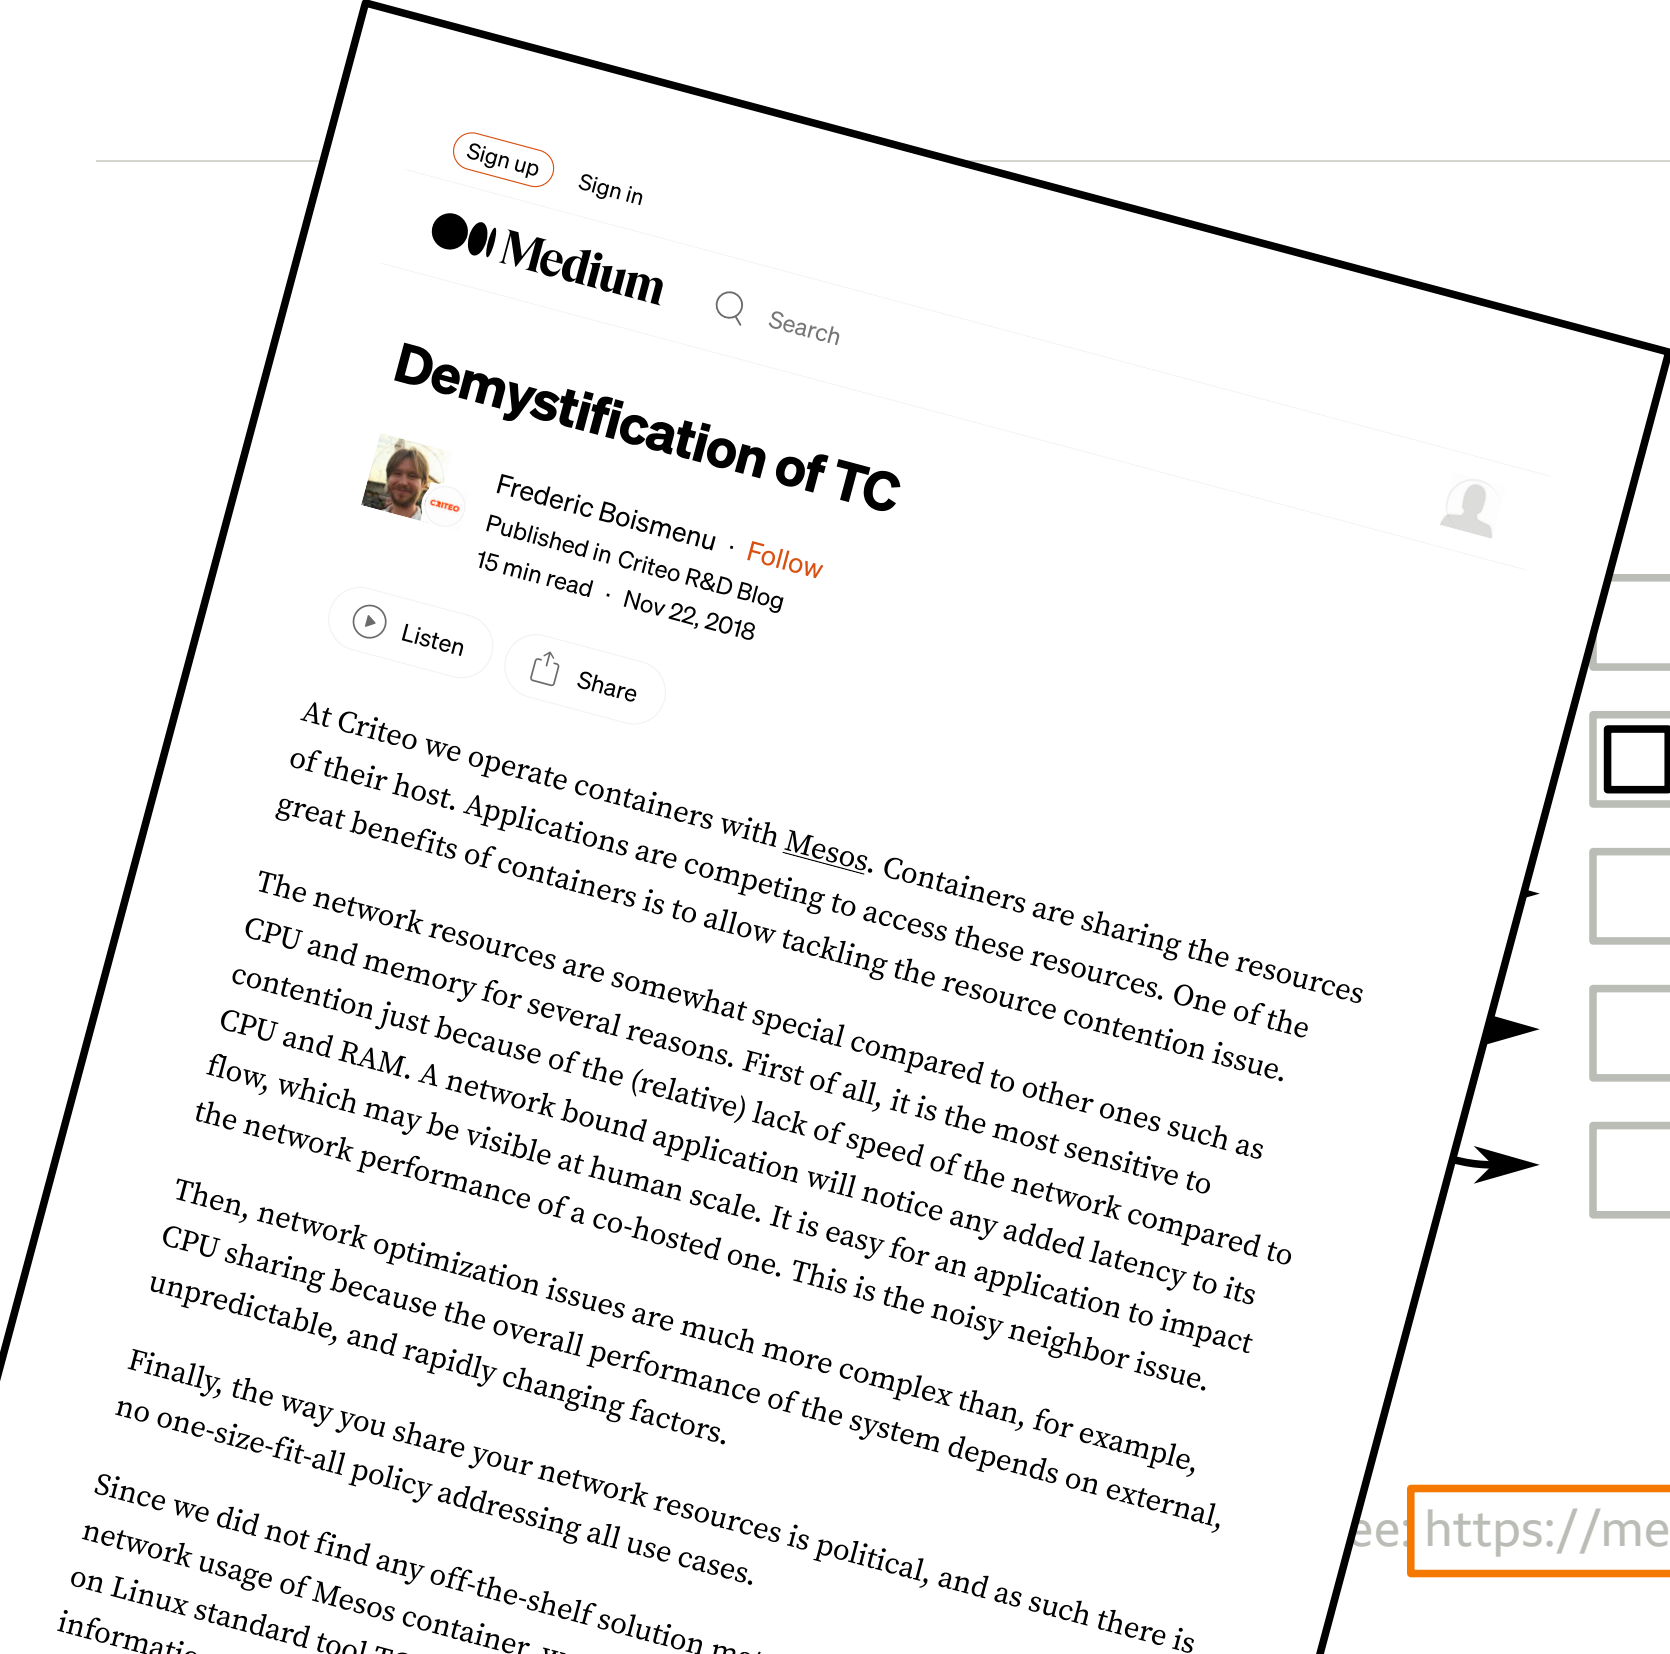 Sign up Sign in
Medium Search
Demystification of TC
CRITEO
Frederic Boismenu · Follow
Published in Criteo R&D Blog
15 min read · Nov 22, 2018
Listen Share
At Criteo we operate containers with Mesos. Containers are sharing the resources
of their host. Applications are competing to access these resources. One of the
great benefits of containers is to allow tackling the resource contention issue.
The network resources are somewhat special compared to other ones such as
CPU and memory for several reasons. First of all, it is the most sensitive to
contention just because of the (relative) lack of speed of the network compared to
CPU and RAM. A network bound application will notice any added latency to its
flow, which may be visible at human scale. It is easy for an application to impact
the network performance of a co-hosted one. This is the noisy neighbor issue.
Then, network optimization issues are much more complex than, for example,
CPU sharing because the overall performance of the system depends on external,
unpredictable, and rapidly changing factors.
Finally, the way you share your network resources is political, and as such there is
no one-size-fit-all policy addressing all use cases.
Since we did not find any off-the-shelf solution
network usage of Mesos container,
on Linux standard tool
ee: https://me